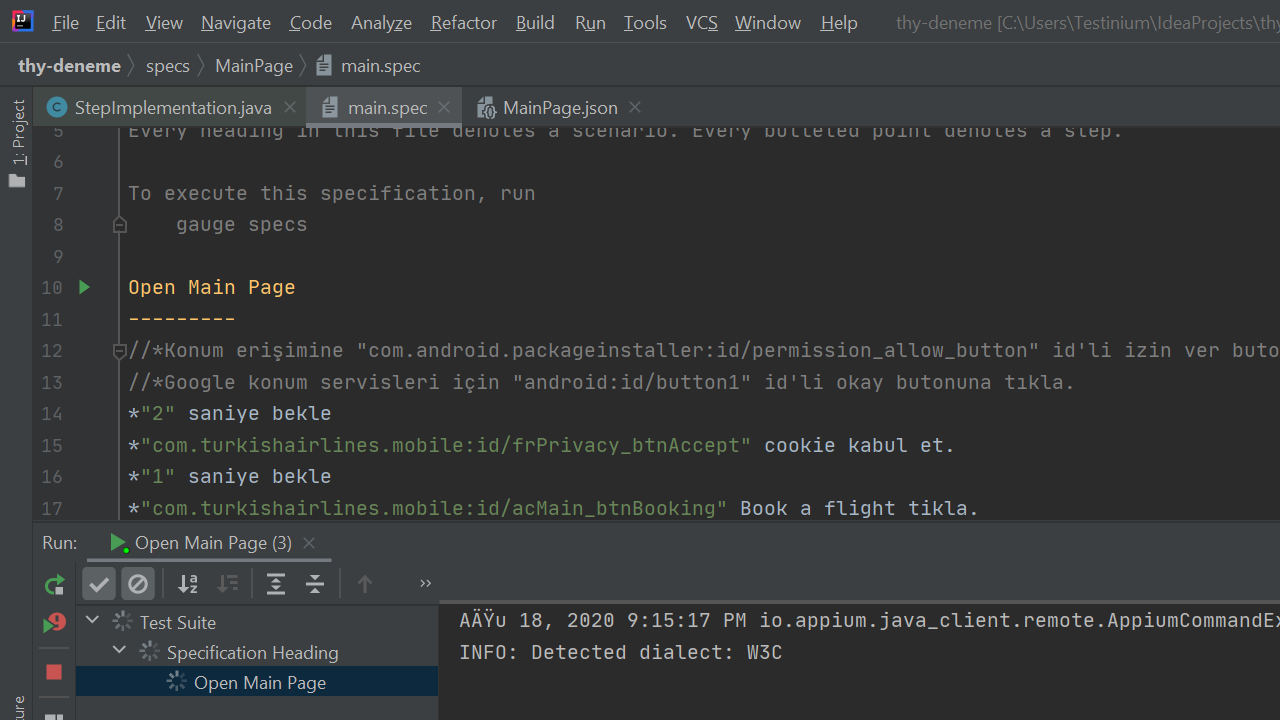 File Edit View Navigate Code Analyze Refactor Build Run Tools VCS Window Help thy-deneme [C:\Users\Testinium\IdeaProjects\thy
thy-deneme specs MainPage main.spec
1: Project
StepImplementation.java main.spec MainPage.json
5 Every heading in this file denotes a scenario. Every bulleted point denotes a step.
6
7 To execute this specification, run
8 gauge specs
9
10 Open Main Page
11 ---------
12 //*Konum erişimine "com.android.packageinstaller:id/permission_allow_button" id'li izin ver buto
13 //*Google konum servisleri için "android:id/button1" id'li okay butonuna tıkla.
14 *"2" saniye bekle
15 *"com.turkishairlines.mobile:id/frPrivacy_btnAccept" cookie kabul et.
16 *"1" saniye bekle
17 *"com.turkishairlines.mobile:id/acMain_btnBooking" Book a flight tikla.
Run: Open Main Page (3)
Test Suite
Specification Heading
Open Main Page
AÄŸu 18, 2020 9:15:17 PM io.appium.java_client.remote.AppiumCommandEx
INFO: Detected dialect: W3C